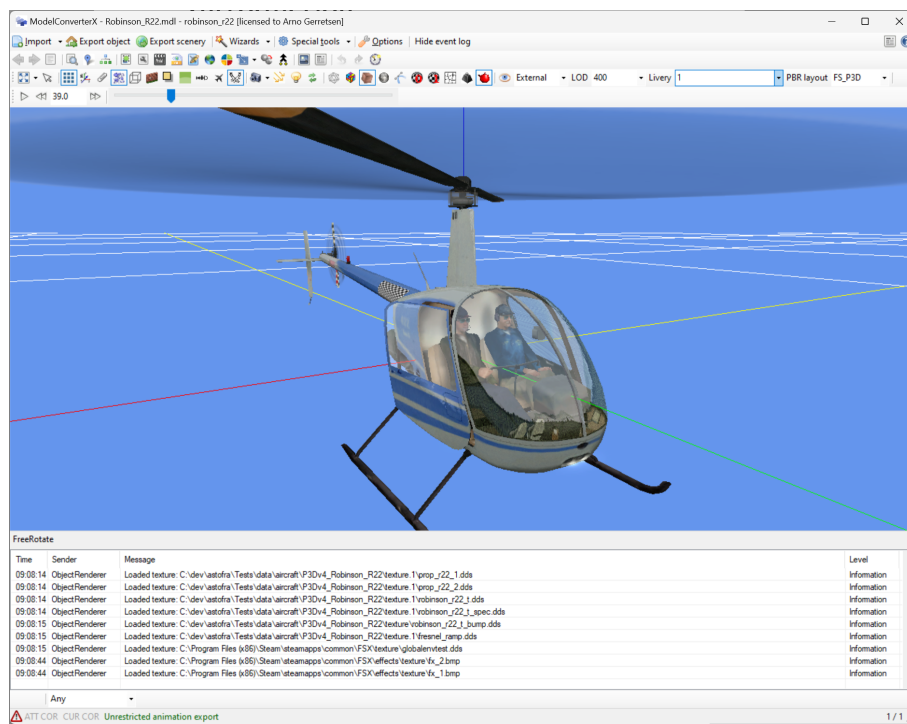 ModelConverterX - Robinson_R22.mdl - robinson_r22 [licensed to Arno Gerretsen]
Import Export object Export scenery Wizards Special tools Options Hide event log
External LOD 400 Livery 1 PBR layout FS_P3D
39.0
FreeRotate
Time Sender Message Level
09:08:14 ObjectRenderer Loaded texture: C:\dev\astofra\Tests\data\aircraft\P3Dv4_Robinson_R22\texture.1\prop_r22_1.dds Information
09:08:14 ObjectRenderer Loaded texture: C:\dev\astofra\Tests\data\aircraft\P3Dv4_Robinson_R22\texture.1\prop_r22_2.dds Information
09:08:14 ObjectRenderer Loaded texture: C:\dev\astofra\Tests\data\aircraft\P3Dv4_Robinson_R22\texture.1\robinson_r22_t.dds Information
09:08:14 ObjectRenderer Loaded texture: C:\dev\astofra\Tests\data\aircraft\P3Dv4_Robinson_R22\texture.1\robinson_r22_t_spec.dds Information
09:08:15 ObjectRenderer Loaded texture: C:\dev\astofra\Tests\data\aircraft\P3Dv4_Robinson_R22\texture\robinson_r22_t_bump.dds Information
09:08:15 ObjectRenderer Loaded texture: C:\dev\astofra\Tests\data\aircraft\P3Dv4_Robinson_R22\texture.1\fresnel_ramp.dds Information
09:08:15 ObjectRenderer Loaded texture: C:\Program Files (x86)\Steam\steamapps\common\FSX\texture\globalenvtest.dds Information
09:08:44 ObjectRenderer Loaded texture: C:\Program Files (x86)\Steam\steamapps\common\FSX\effects\texture\fx_2.bmp Information
09:08:44 ObjectRenderer Loaded texture: C:\Program Files (x86)\Steam\steamapps\common\FSX\effects\texture\fx_1.bmp Information
Any
ATT COR CUR COR Unrestricted animation export 1 / 1